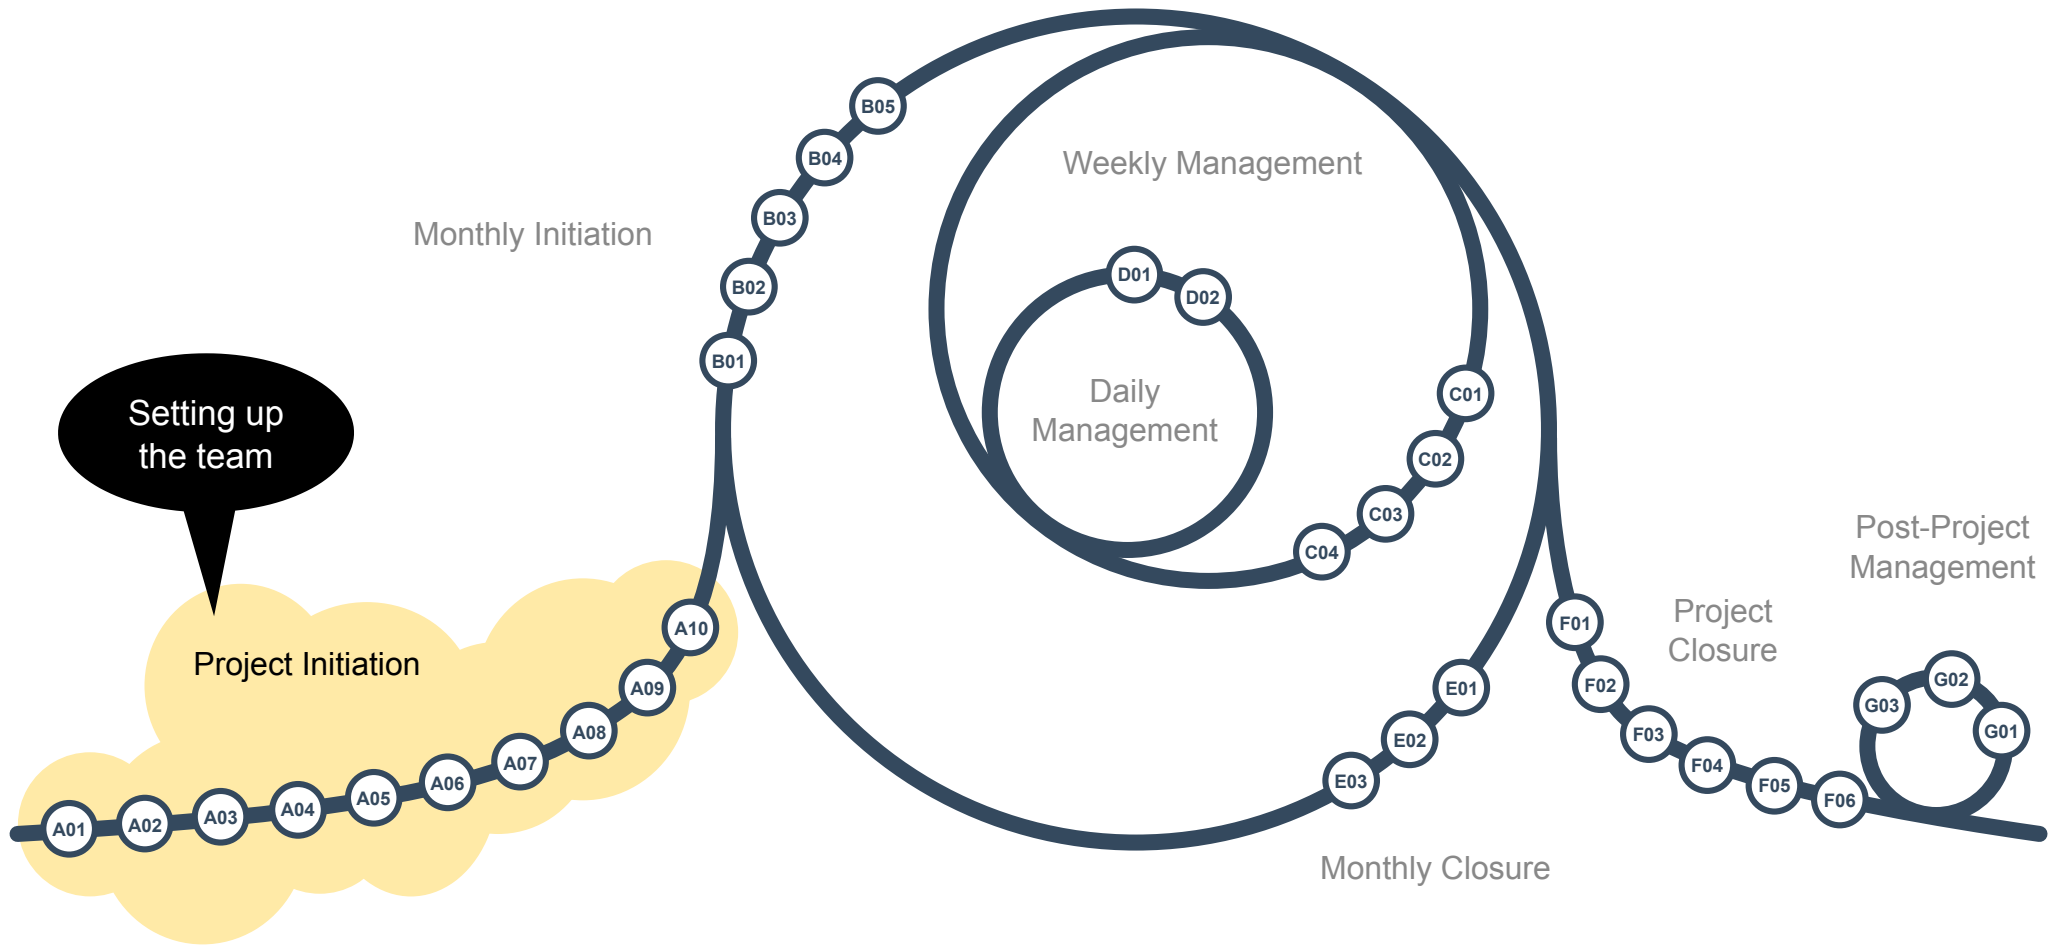 B05
B04
Weekly Management
B03
Monthly Initiation
D01
B02
D02
B01
Daily
Management
C01
Setting up
the team
C02
C03
C04
Post-Project
Management
Project
Closure
F01
A10
Project Initiation
G02
A09
E01
F02
G03
A08
E02
F03
G01
A07
F04
A06
E03
F05
A05
F06
A04
A03
A02
A01
Monthly Closure